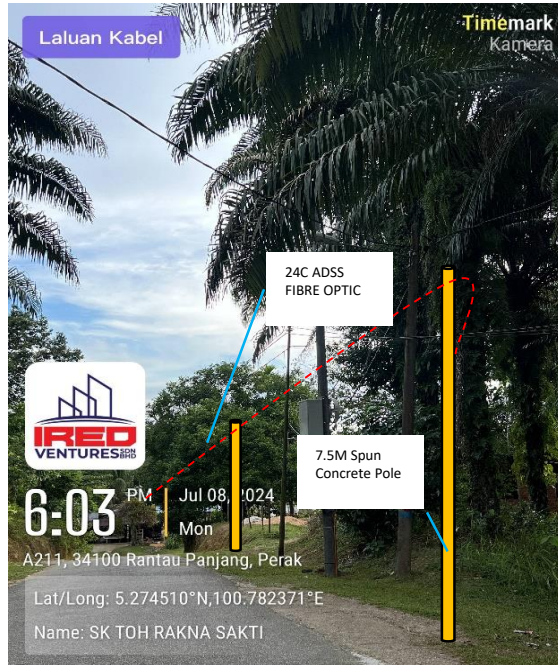 Laluan Kabel
Timemark
Kamera
24C ADSS
FIBRE OPTIC
IRED
VENTURES SDN BHD
7.5M Spun
Concrete Pole
6:03 PM
Jul 08, 2024
Mon
A211, 34100 Rantau Panjang, Perak
Lat/Long: 5.274510°N,100.782371°E
Name: SK TOH RAKNA SAKTI